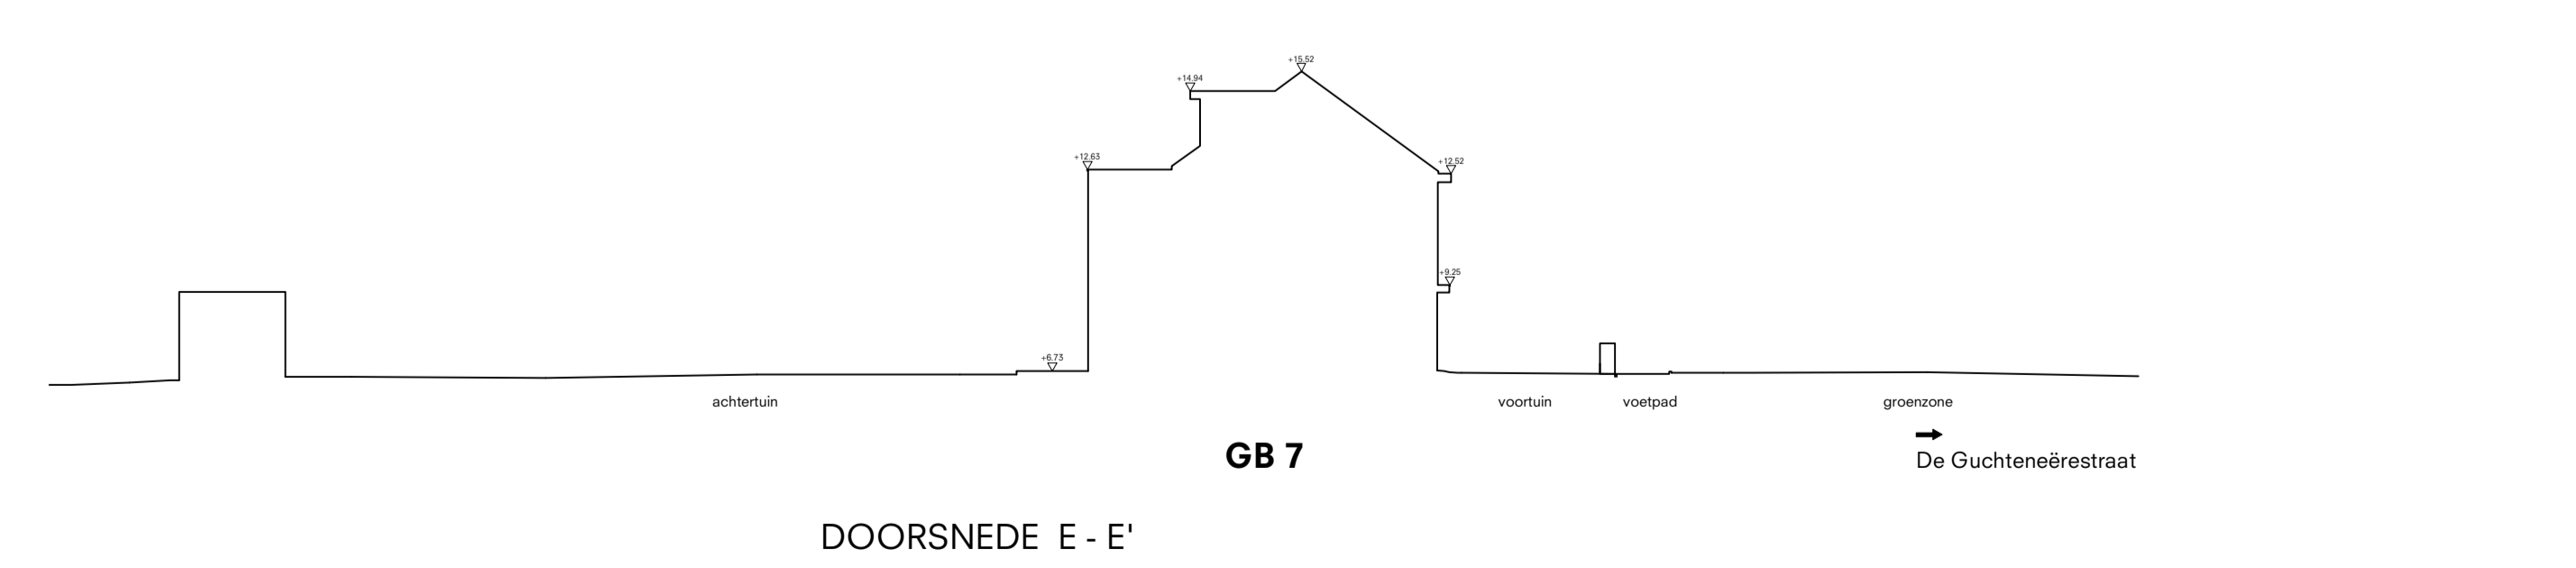 +15.52
+14.94
+12.63
+12.52
+9.25
+6.73
achtertuin
voortuin
voetpad
groenzone
GB 7
De Guchteneërestraat
DOORSNEDE E - E'